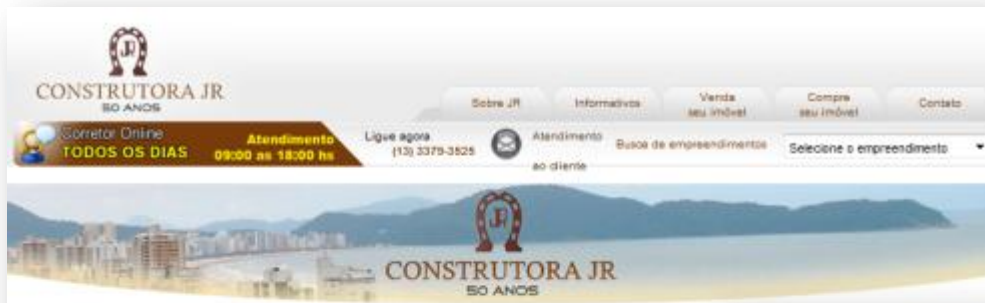 JR
CONSTRUTORA JR
50 ANOS
Sobre JR
Informativos
Venda
seu imóvel
Compre
seu imóvel
Contato
Corretor Online
TODOS OS DIAS
Atendimento
09:00 as 18:00 hs
Ligue agora
(13) 3379-3525
Atendimento
ao cliente
Busca de empreendimentos
Selecione o empreendimento
JR
CONSTRUTORA JR
50 ANOS